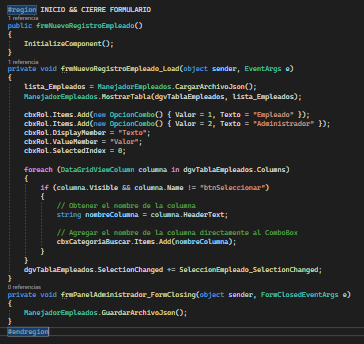 #region INICIO && CIERRE FORMULARIO
1 referencia
public frmNuevoRegistroEmpleado()
{
InitializeComponent();
}
1 referencia
private void frmNuevoRegistroEmpleado_Load(object sender, EventArgs e)
{
lista_Empleados = ManejadorEmpleados.CargarArchivoJson();
ManejadorEmpleados.MostrarTabla(dgvTablaEmpleados, lista_Empleados);
cbxRol.Items.Add(new OpcionCombo() { Valor = 1, Texto = "Empleado" });
cbxRol.Items.Add(new OpcionCombo() { Valor = 2, Texto = "Administrador" });
cbxRol.DisplayMember = "Texto";
cbxRol.ValueMember = "Valor";
cbxRol.SelectedIndex = 0;
foreach (DataGridViewColumn columna in dgvTablaEmpleados.Columns)
{
if (columna.Visible && columna.Name != "btnSeleccionar")
{
// Obtener el nombre de la columna
string nombreColumna = columna.HeaderText;
// Agregar el nombre de la columna directamente al ComboBox
cbxCategoriaBuscar.Items.Add(nombreColumna);
}
}
dgvTablaEmpleados.SelectionChanged += SeleccionEmpleado_SelectionChanged;
}
0 referencias
private void frmPanelAdministrador_FormClosing(object sender, FormClosedEventArgs e)
{
ManejadorEmpleados.GuardarArchivoJson();
}
#endregion